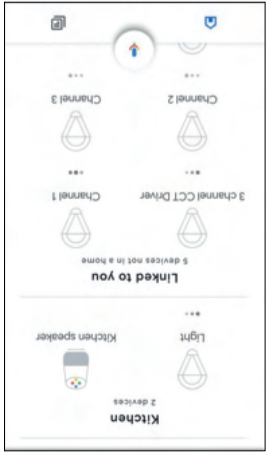 Kitchen
2 devices
Light
Kitchen speaker
Linked to you
5 devices not in a home
3 channel CCT Driver
Channel 1
Channel 2
Channel 3